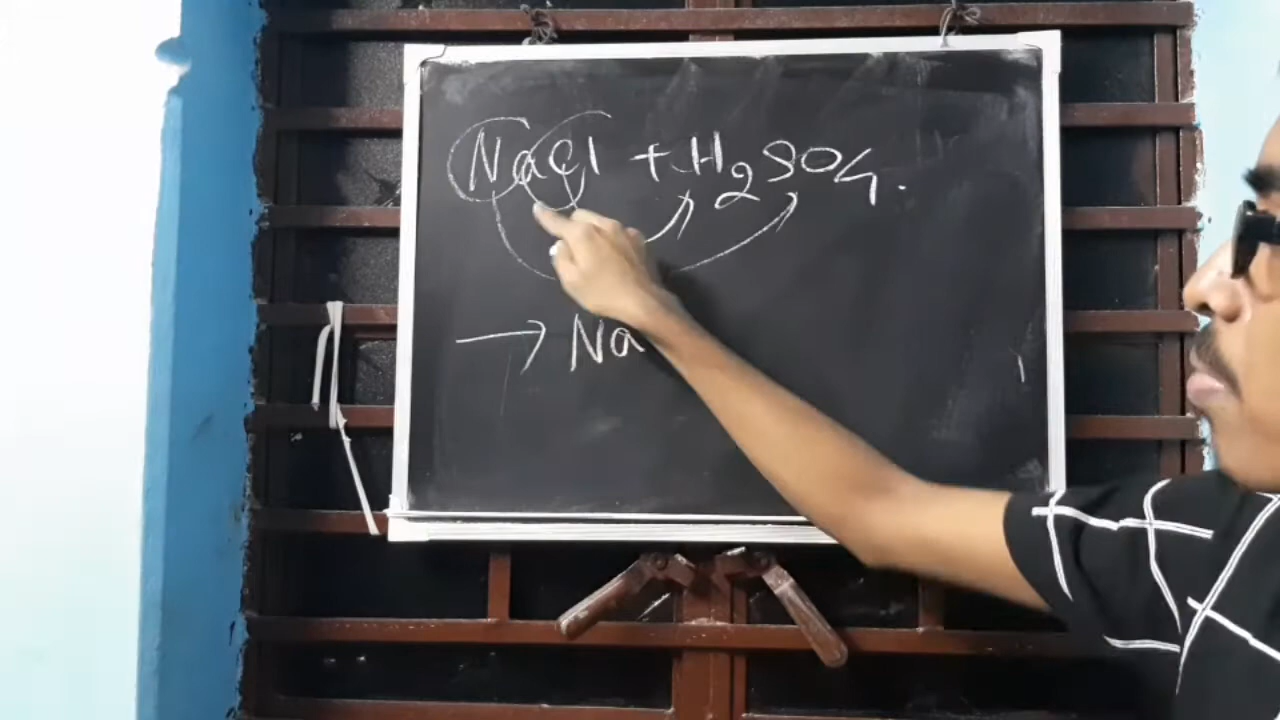 NaCl + H₂SO₄.
→ Na